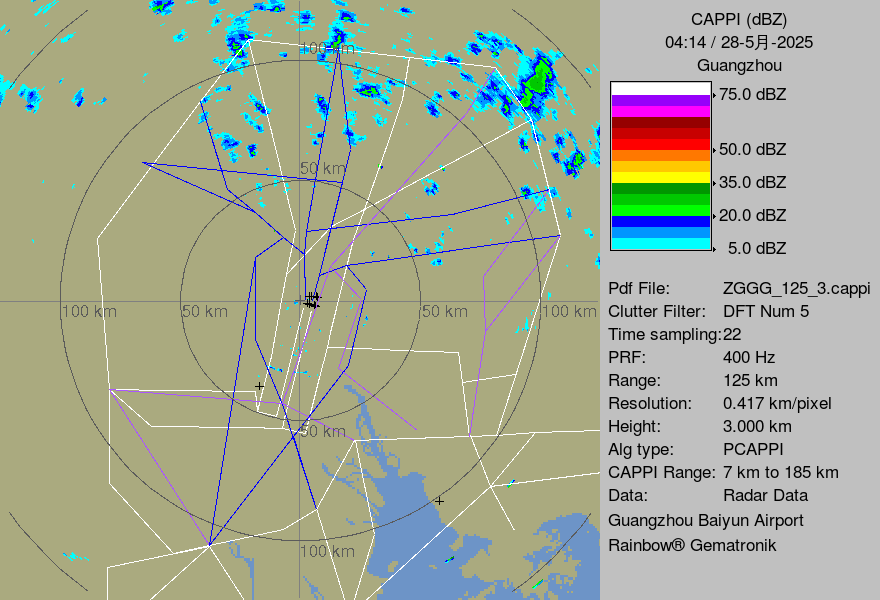 CAPPI (dBZ)
04:14 / 28-5月-2025
Guangzhou
75.0 dBZ
50.0 dBZ
35.0 dBZ
20.0 dBZ
5.0 dBZ
100 km
50 km
100 km
50 km
50 km
100 km
50 km
100 km
Pdf File: ZGGG_125_3.cappi
Clutter Filter: DFT Num 5
Time sampling:22
PRF: 400 Hz
Range: 125 km
Resolution: 0.417 km/pixel
Height: 3.000 km
Alg type: PCAPPI
CAPPI Range: 7 km to 185 km
Data: Radar Data
Guangzhou Baiyun Airport
Rainbow® Gematronik